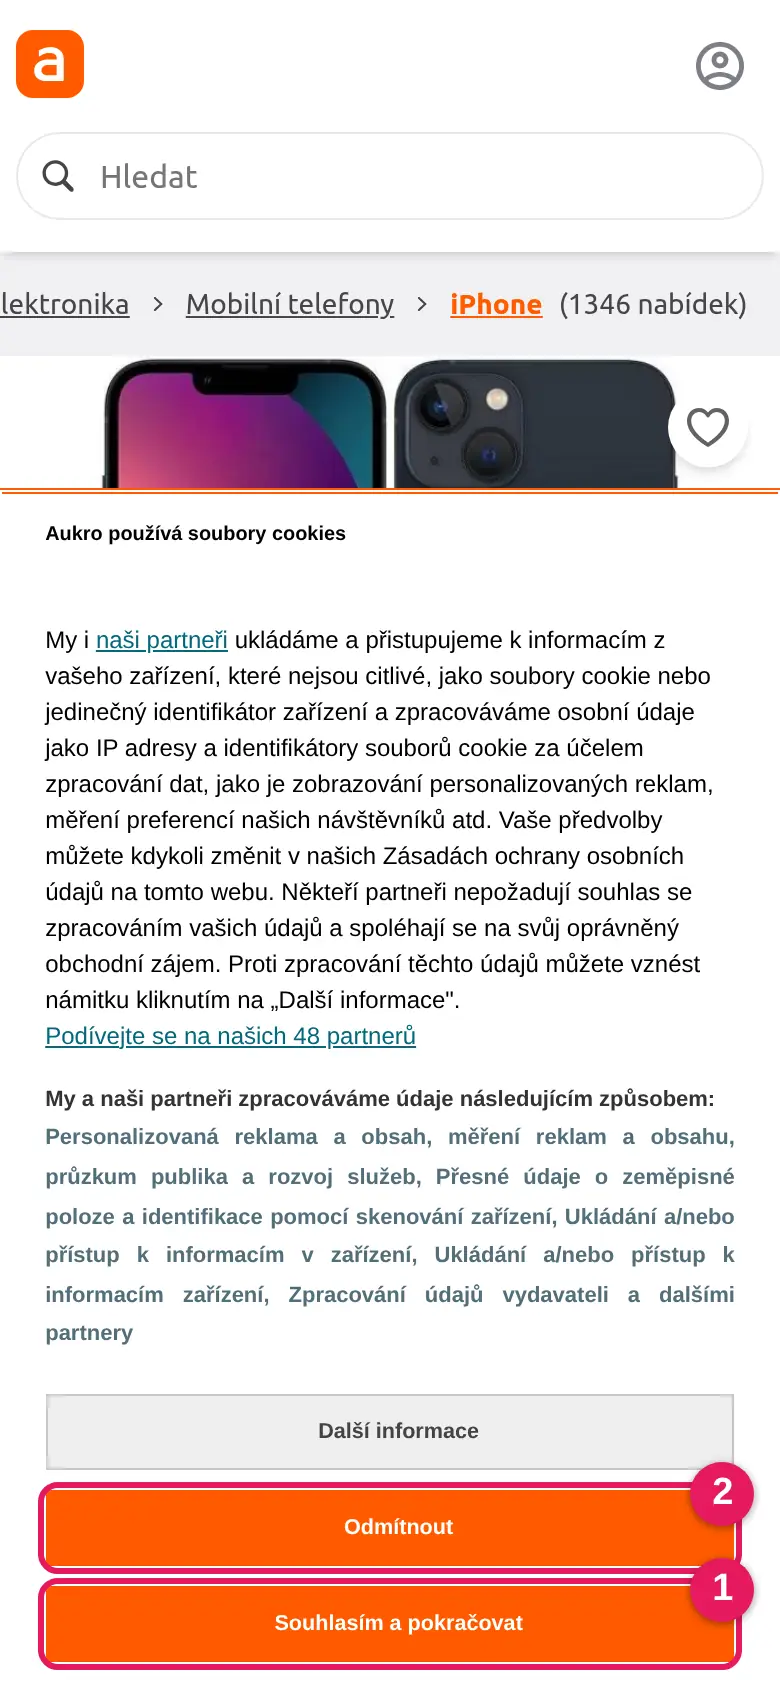 a
Hledat
lektronika > Mobilní telefony > iPhone (1346 nabídek)
Aukro používá soubory cookies
My i naši partneři ukládáme a přistupujeme k informacím z
vašeho zařízení, které nejsou citlivé, jako soubory cookie nebo
jedinečný identifikátor zařízení a zpracováváme osobní údaje
jako IP adresy a identifikátory souborů cookie za účelem
zpracování dat, jako je zobrazování personalizovaných reklam,
měření preferencí našich návštěvníků atd. Vaše předvolby
můžete kdykoli změnit v našich Zásadách ochrany osobních
údajů na tomto webu. Někteří partneři nepožadují souhlas se
zpracováním vašich údajů a spoléhají se na svůj oprávněný
obchodní zájem. Proti zpracování těchto údajů můžete vznést
námitku kliknutím na „Další informace".
Podívejte se na našich 48 partnerů
My a naši partneři zpracováváme údaje následujícím způsobem:
Personalizovaná reklama a obsah, měření reklam a obsahu,
průzkum publika a rozvoj služeb, Přesné údaje o zeměpisné
poloze a identifikace pomocí skenování zařízení, Ukládání a/nebo
přístup k informacím v zařízení, Ukládání a/nebo přístup k
informacím zařízení, Zpracování údajů vydavateli a dalšími
partnery
Další informace
2
Odmítnout
1
Souhlasím a pokračovat